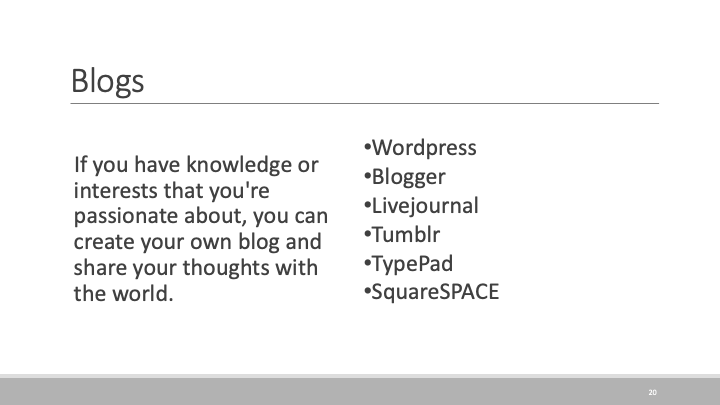 Blogs
If you have knowledge or
interests that you're
passionate about, you can
create your own blog and
share your thoughts with
the world.
•Wordpress
•Blogger
•Livejournal
•Tumblr
•TypePad
•SquareSPACE
20